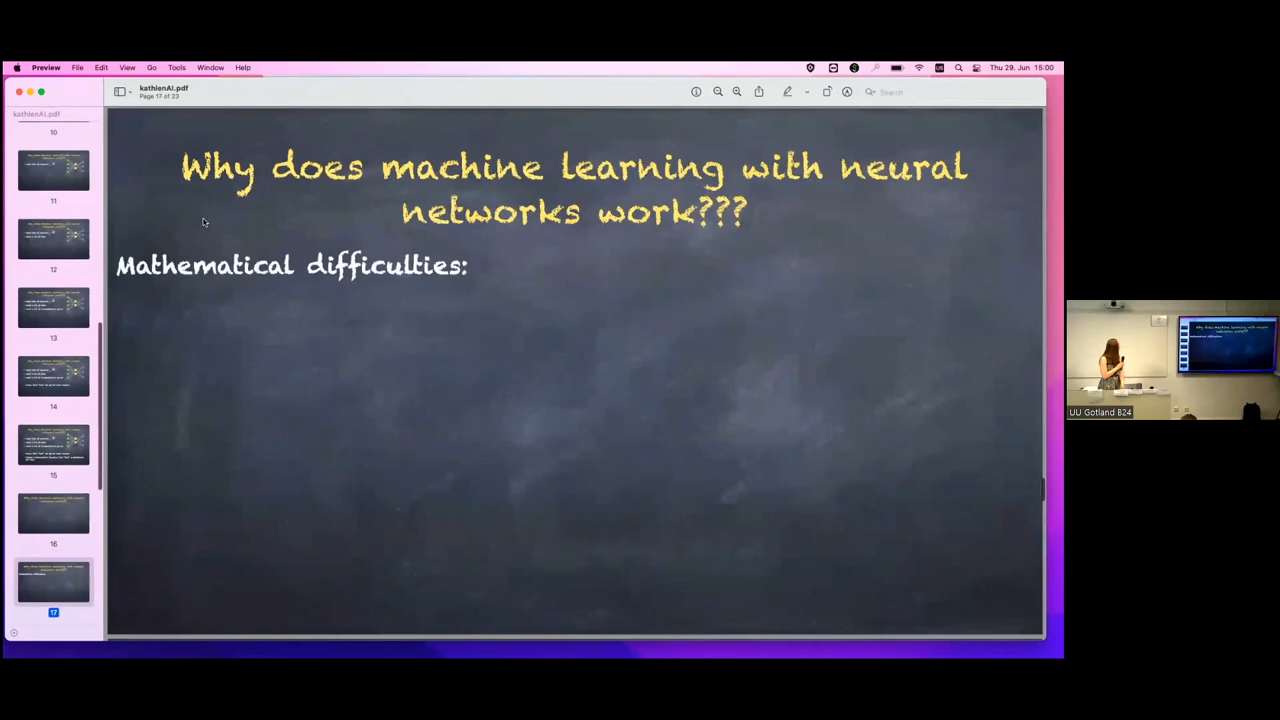 Preview File Edit View Go Tools Window Help
Thu 29. Jun 15:00
kathlenAI.pdf
Page 17 of 23
Search
kathlenAI.pdf
10
11
12
13
14
15
16
17
Why does machine learning with neural
networks work???
Mathematical difficulties:
UU Gotland B24